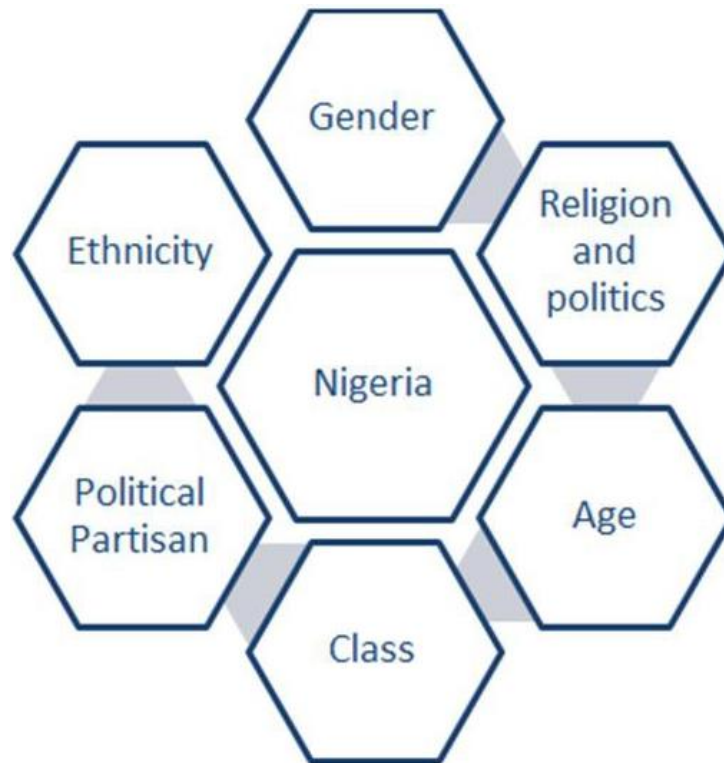 Gender
Religion
and
politics
Ethnicity
Nigeria
Political
Partisan
Age
Class